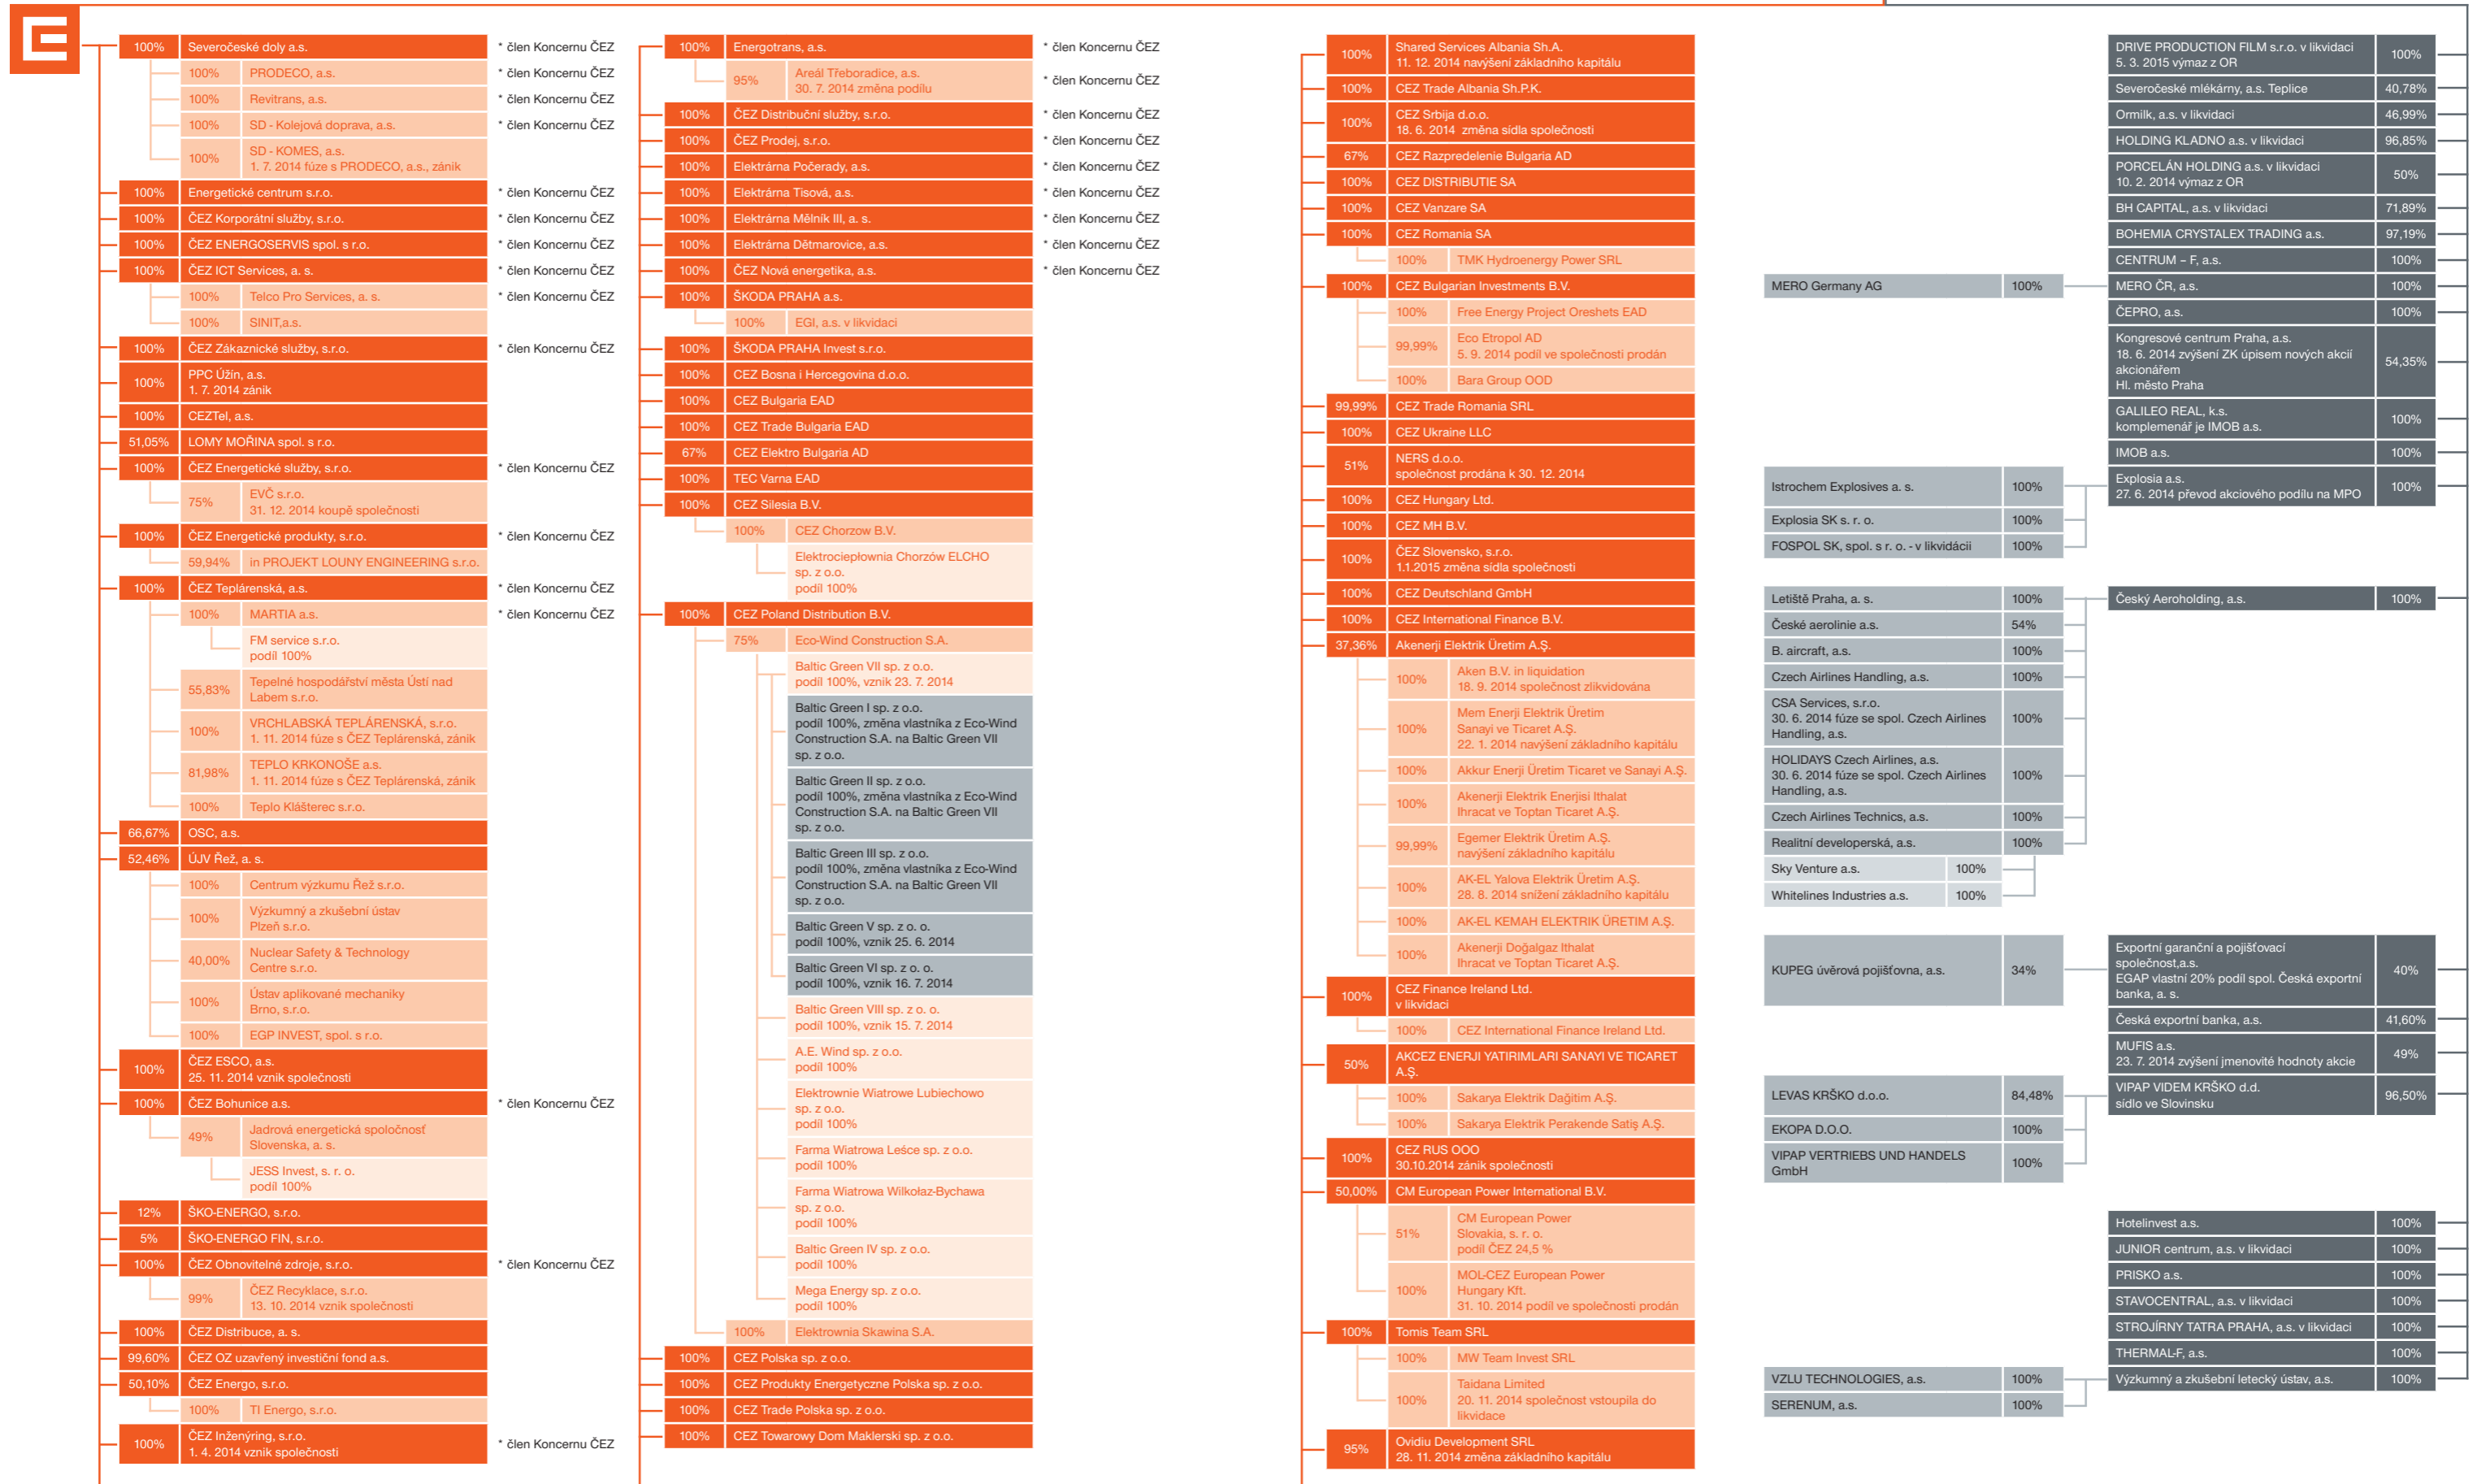 100% Severočeské doly a.s. * člen Koncernu ČEZ
100% PRODECO, a.s. * člen Koncernu ČEZ
100% Revitrans, a.s. * člen Koncernu ČEZ
100% SD - Kolejová doprava, a.s. * člen Koncernu ČEZ
100% SD - KOMES, a.s.
1. 7. 2014 fúze s PRODECO, a.s., zánik
100% Energetické centrum s.r.o. * člen Koncernu ČEZ
100% ČEZ Korporátní služby, s.r.o. * člen Koncernu ČEZ
100% ČEZ ENERGOSERVIS spol. s r.o. * člen Koncernu ČEZ
100% ČEZ ICT Services, a. s. * člen Koncernu ČEZ
100% Telco Pro Services, a. s. * člen Koncernu ČEZ
100% SINIT,a.s.
100% ČEZ Zákaznické služby, s.r.o. * člen Koncernu ČEZ
100% PPC Úžín, a.s.
1. 7. 2014 zánik
100% CEZTel, a.s.
51,05% LOMY MOŘINA spol. s r.o.
100% ČEZ Energetické služby, s.r.o. * člen Koncernu ČEZ
75% EVČ s.r.o.
31. 12. 2014 koupě společnosti
100% ČEZ Energetické produkty, s.r.o. * člen Koncernu ČEZ
59,94% in PROJEKT LOUNY ENGINEERING s.r.o.
100% ČEZ Teplárenská, a.s. * člen Koncernu ČEZ
100% MARTIA a.s. * člen Koncernu ČEZ
FM service s.r.o.
podíl 100%
55,83% Tepelné hospodářství města Ústí nad
Labem s.r.o.
100% VRCHLABSKÁ TEPLÁRENSKÁ, s.r.o.
1. 11. 2014 fúze s ČEZ Teplárenská, zánik
81,98% TEPLO KRKONOŠE a.s.
1. 11. 2014 fúze s ČEZ Teplárenská, zánik
100% Teplo Klášterec s.r.o.
66,67% OSC, a.s.
52,46% ÚJV Řež, a. s.
100% Centrum výzkumu Řež s.r.o.
100% Výzkumný a zkušební ústav
Plzeň s.r.o.
40,00% Nuclear Safety & Technology
Centre s.r.o.
100% Ústav aplikované mechaniky
Brno, s.r.o.
100% EGP INVEST, spol. s r.o.
100% ČEZ ESCO, a.s.
25. 11. 2014 vznik společnosti
100% ČEZ Bohunice a.s. * člen Koncernu ČEZ
49% Jadrová energetická spoločnosť
Slovenska, a. s.
JESS Invest, s. r. o.
podíl 100%
12% ŠKO-ENERGO, s.r.o.
5% ŠKO-ENERGO FIN, s.r.o.
100% ČEZ Obnovitelné zdroje, s.r.o. * člen Koncernu ČEZ
99% ČEZ Recyklace, s.r.o.
13. 10. 2014 vznik společnosti
100% ČEZ Distribuce, a. s.
99,60% ČEZ OZ uzavřený investiční fond a.s.
50,10% ČEZ Energo, s.r.o.
100% TI Energo, s.r.o.
100% ČEZ Inženýring, s.r.o. * člen Koncernu ČEZ
1. 4. 2014 vznik společnosti
100% Energotrans, a.s. * člen Koncernu ČEZ
95% Areál Třeboradice, a.s. * člen Koncernu ČEZ
30. 7. 2014 změna podílu
100% ČEZ Distribuční služby, s.r.o. * člen Koncernu ČEZ
100% ČEZ Prodej, s.r.o. * člen Koncernu ČEZ
100% Elektrárna Počerady, a.s. * člen Koncernu ČEZ
100% Elektrárna Tisová, a.s. * člen Koncernu ČEZ
100% Elektrárna Mělník III, a. s. * člen Koncernu ČEZ
100% Elektrárna Dětmarovice, a.s. * člen Koncernu ČEZ
100% ČEZ Nová energetika, a.s. * člen Koncernu ČEZ
100% ŠKODA PRAHA a.s.
100% EGI, a.s. v likvidaci
100% ŠKODA PRAHA Invest s.r.o.
100% CEZ Bosna i Hercegovina d.o.o.
100% CEZ Bulgaria EAD
100% CEZ Trade Bulgaria EAD
67% CEZ Elektro Bulgaria AD
100% TEC Varna EAD
100% CEZ Silesia B.V.
100% CEZ Chorzow B.V.
Elektrociepłownia Chorzów ELCHO
sp. z o.o.
podíl 100%
100% CEZ Poland Distribution B.V.
75% Eco-Wind Construction S.A.
Baltic Green VII sp. z o.o.
podíl 100%, vznik 23. 7. 2014
Baltic Green I sp. z o.o.
podíl 100%, změna vlastníka z Eco-Wind
Construction S.A. na Baltic Green VII
sp. z o.o.
Baltic Green II sp. z o.o.
podíl 100%, změna vlastníka z Eco-Wind
Construction S.A. na Baltic Green VII
sp. z o.o.
Baltic Green III sp. z o.o.
podíl 100%, změna vlastníka z Eco-Wind
Construction S.A. na Baltic Green VII
sp. z o.o.
Baltic Green V sp. z o. o.
podíl 100%, vznik 25. 6. 2014
Baltic Green VI sp. z o. o.
podíl 100%, vznik 16. 7. 2014
Baltic Green VIII sp. z o. o.
podíl 100%, vznik 15. 7. 2014
A.E. Wind sp. z o.o.
podíl 100%
Elektrownie Wiatrowe Lubiechowo
sp. z o.o.
podíl 100%
Farma Wiatrowa Leśce sp. z o.o.
podíl 100%
Farma Wiatrowa Wilkołaz-Bychawa
sp. z o.o.
podíl 100%
Baltic Green IV sp. z o.o.
podíl 100%
Mega Energy sp. z o.o.
podíl 100%
100% Elektrownia Skawina S.A.
100% CEZ Polska sp. z o.o.
100% CEZ Produkty Energetyczne Polska sp. z o.o.
100% CEZ Trade Polska sp. z o.o.
100% CEZ Towarowy Dom Maklerski sp. z o.o.
100% Shared Services Albania Sh.A.
11. 12. 2014 navýšení základního kapitálu
100% CEZ Trade Albania Sh.P.K.
100% CEZ Srbija d.o.o.
18. 6. 2014 změna sídla společnosti
67% CEZ Razpredelenie Bulgaria AD
100% CEZ DISTRIBUTIE SA
100% CEZ Vanzare SA
100% CEZ Romania SA
100% TMK Hydroenergy Power SRL
100% CEZ Bulgarian Investments B.V.
100% Free Energy Project Oreshets EAD
99,99% Eco Etropol AD
5. 9. 2014 podíl ve společnosti prodán
100% Bara Group OOD
99,99% CEZ Trade Romania SRL
100% CEZ Ukraine LLC
51% NERS d.o.o.
společnost prodána k 30. 12. 2014
100% CEZ Hungary Ltd.
100% CEZ MH B.V.
100% ČEZ Slovensko, s.r.o.
1.1.2015 změna sídla společnosti
100% CEZ Deutschland GmbH
100% CEZ International Finance B.V.
37,36% Akenerji Elektrik Üretim A.Ş.
100% Aken B.V. in liquidation
18. 9. 2014 společnost zlikvidována
100% Mem Enerji Elektrik Üretim
Sanayi ve Ticaret A.Ş.
22. 1. 2014 navýšení základního kapitálu
100% Akkur Enerji Üretim Ticaret ve Sanayi A.Ş.
100% Akenerji Elektrik Enerjisi Ithalat
Ihracat ve Toptan Ticaret A.Ş.
99,99% Egemer Elektrik Üretim A.Ş.
navýšení základního kapitálu
100% AK-EL Yalova Elektrik Üretim A.Ş.
28. 8. 2014 snížení základního kapitálu
100% AK-EL KEMAH ELEKTRIK ÜRETIM A.Ş.
100% Akenerji Doğalgaz Ithalat
Ihracat ve Toptan Ticaret A.Ş.
100% CEZ Finance Ireland Ltd.
v likvidaci
100% CEZ International Finance Ireland Ltd.
50% AKCEZ ENERJI YATIRIMLARI SANAYI VE TICARET
A.Ş.
100% Sakarya Elektrik Dağitim A.Ş.
100% Sakarya Elektrik Perakende Satiş A.Ş.
100% CEZ RUS OOO
30.10.2014 zánik společnosti
50,00% CM European Power International B.V.
51% CM European Power
Slovakia, s. r. o.
podíl ČEZ 24,5 %
100% MOL-CEZ European Power
Hungary Kft.
31. 10. 2014 podíl ve společnosti prodán
100% Tomis Team SRL
100% MW Team Invest SRL
100% Taidana Limited
20. 11. 2014 společnost vstoupila do
likvidace
95% Ovidiu Development SRL
28. 11. 2014 změna základního kapitálu
DRIVE PRODUCTION FILM s.r.o. v likvidaci 100%
5. 3. 2015 výmaz z OR
Severočeské mlékárny, a.s. Teplice 40,78%
Ormilk, a.s. v likvidaci 46,99%
HOLDING KLADNO a.s. v likvidaci 96,85%
PORCELÁN HOLDING a.s. v likvidaci 50%
10. 2. 2014 výmaz z OR
BH CAPITAL, a.s. v likvidaci 71,89%
BOHEMIA CRYSTALEX TRADING a.s. 97,19%
CENTRUM – F, a.s. 100%
MERO Germany AG 100% MERO ČR, a.s. 100%
ČEPRO, a.s. 100%
Kongresové centrum Praha, a.s. 54,35%
18. 6. 2014 zvýšení ZK úpisem nových akcií
akcionářem
Hl. město Praha
GALILEO REAL, k.s. 100%
komplemenář je IMOB a.s.
IMOB a.s. 100%
Istrochem Explosives a. s. 100% Explosia a.s. 100%
27. 6. 2014 převod akciového podílu na MPO
Explosia SK s. r. o. 100%
FOSPOL SK, spol. s r. o. - v likvidácii 100%
Letiště Praha, a. s. 100% Český Aeroholding, a.s. 100%
České aerolinie a.s. 54%
B. aircraft, a.s. 100%
Czech Airlines Handling, a.s. 100%
CSA Services, s.r.o. 100%
30. 6. 2014 fúze se spol. Czech Airlines
Handling, a.s.
HOLIDAYS Czech Airlines, a.s. 100%
30. 6. 2014 fúze se spol. Czech Airlines
Handling, a.s.
Czech Airlines Technics, a.s. 100%
Realitní developerská, a.s. 100%
Sky Venture a.s. 100%
Whitelines Industries a.s. 100%
KUPEG úvěrová pojišťovna, a.s. 34% Exportní garanční a pojišťovací 40%
společnost,a.s.
EGAP vlastní 20% podíl spol. Česká exportní
banka, a. s.
Česká exportní banka, a.s. 41,60%
MUFIS a.s. 49%
23. 7. 2014 zvýšení jmenovité hodnoty akcie
LEVAS KRŠKO d.o.o. 84,48% VIPAP VIDEM KRŠKO d.d. 96,50%
sídlo ve Slovinsku
EKOPA D.O.O. 100%
VIPAP VERTRIEBS UND HANDELS 100%
GmbH
Hotelinvest a.s. 100%
JUNIOR centrum, a.s. v likvidaci 100%
PRISKO a.s. 100%
STAVOCENTRAL, a.s. v likvidaci 100%
STROJÍRNY TATRA PRAHA, a.s. v likvidaci 100%
THERMAL-F, a.s. 100%
VZLU TECHNOLOGIES, a.s. 100% Výzkumný a zkušební letecký ústav, a.s. 100%
SERENUM, a.s. 100%